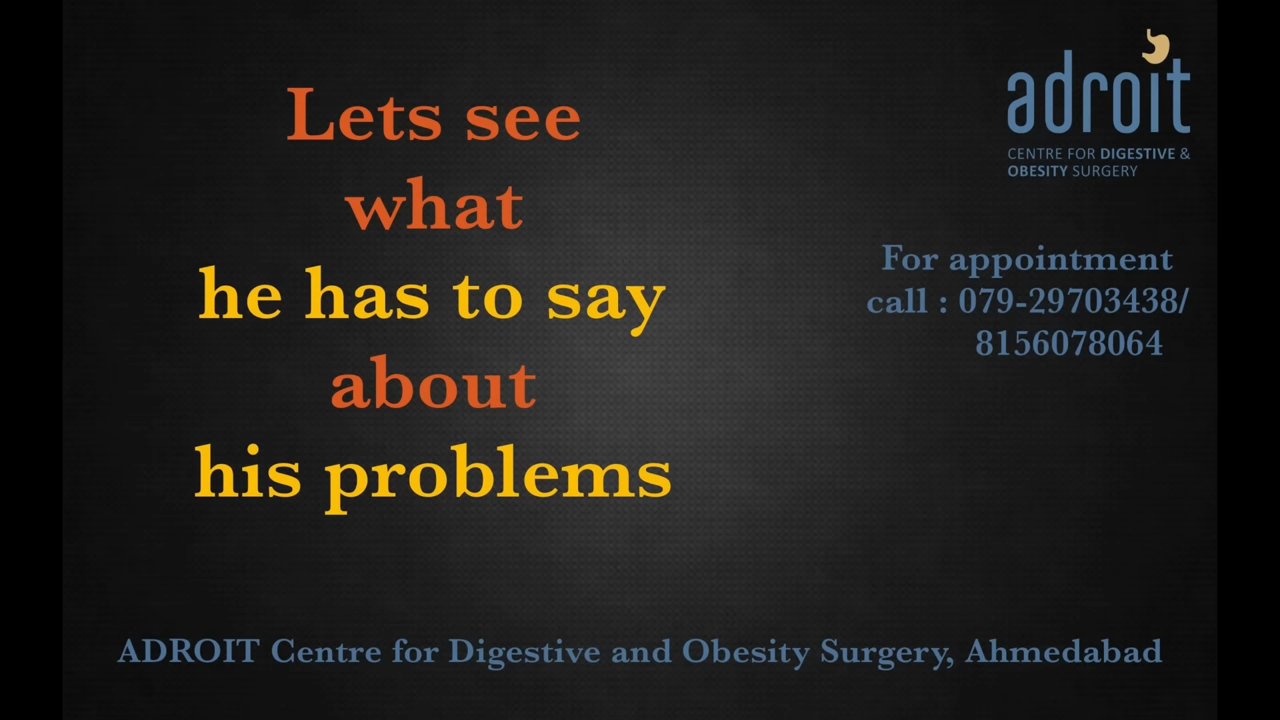 Lets see
what
he has to say
about
his problems
adroit
CENTRE FOR DIGESTIVE &
OBESITY SURGERY
For appointment
call : 079-29703438/
8156078064
ADROIT Centre for Digestive and Obesity Surgery, Ahmedabad